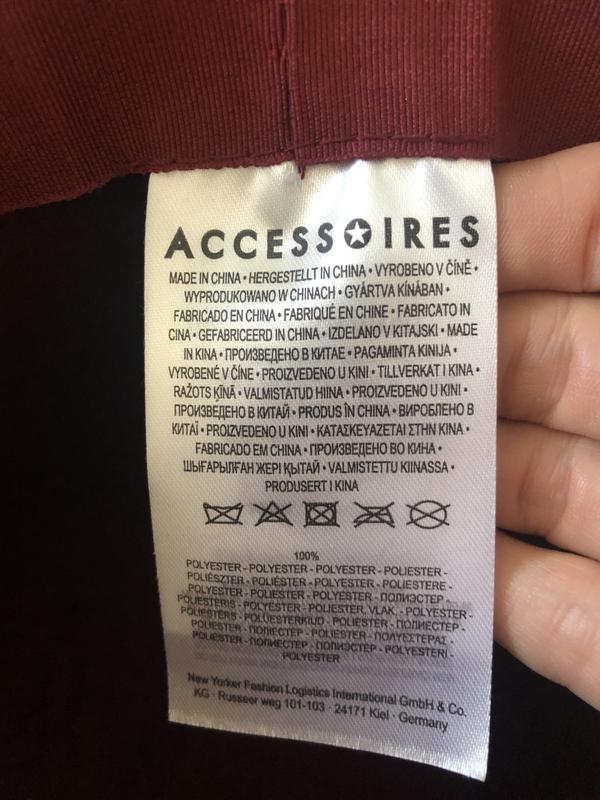 ACCESSOIRES
MADE IN CHINA • HERGESTELLT IN CHINA • VYROBENO V ČÍNĚ •
WYPRODUKOWANO W CHINACH • GYÁRTVA KÍNÁBAN •
FABRICADO EN CHINA • FABRIQUÉ EN CHINE • FABRICATO IN
CINA • GEFABRICEERD IN CHINA • IZDELANO V KITAJSKI • MADE
IN KINA • ПРОИЗВЕДЕНО В КИТАЕ • PAGAMINTA KINIJA •
VYROBENÉ V ČÍNE • PROIZVEDENO U KINI • TILLVERKAT I KINA •
RAŽOTS ĶĪNĀ • VALMISTATUD HIINA • PROIZVEDENO U KINI •
ПРОИЗВЕДЕНО В КИТАЙ • PRODUS ÎN CHINA • ВИРОБЛЕНО В
КИТАЇ • PROIZVEDENO U KINI • ΚΑΤΑΣΚΕΥΑΖΕΤΑΙ ΣΤΗΝ ΚΙΝΑ •
FABRICADO EM CHINA • ПРОИЗВЕДЕНО ВО КИНА •
ШЫҒАРЫЛҒАН ЖЕРІ ҚЫТАЙ • VALMISTETTU KIINASSA •
PRODUSERT I KINA
100%
POLYESTER - POLYESTER - POLYESTER - POLIESTER -
POLIÉSZTER - POLIÉSTER - POLYESTER - POLIESTERE -
POLYESTER - POLIESTER - POLYESTER - ПОЛИЭСТЕР -
POLIESTERIS - POLYESTER - POLYESTER, VLAK. - POLYESTER -
POLIESTERS - POLÜESTERKIUD - POLIESTER - ПОЛИЕСТЕР -
POLIESTER - ПОЛІЕСТЕР - POLIESTER - ΠΟΛΥΕΣΤΕΡΑΣ -
POLIÉSTER - ПОЛИЕСТЕР - ПОЛИЭСТЕР - POLYESTERI -
POLYESTER
New Yorker Fashion Logistics International GmbH & Co.
KG · Russeer weg 101-103 · 24171 Kiel · Germany